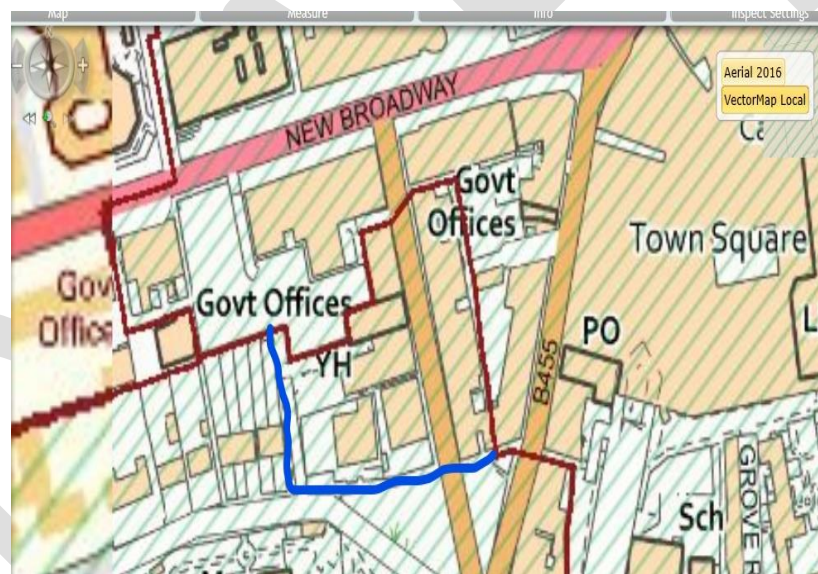 Map
Measure
Info
Inspect Settings
N
Aerial 2016
VectorMap Local
NEW BROADWAY
Govt
Offices
Town Square
Govt Offices
YH
PO
B455
Sch